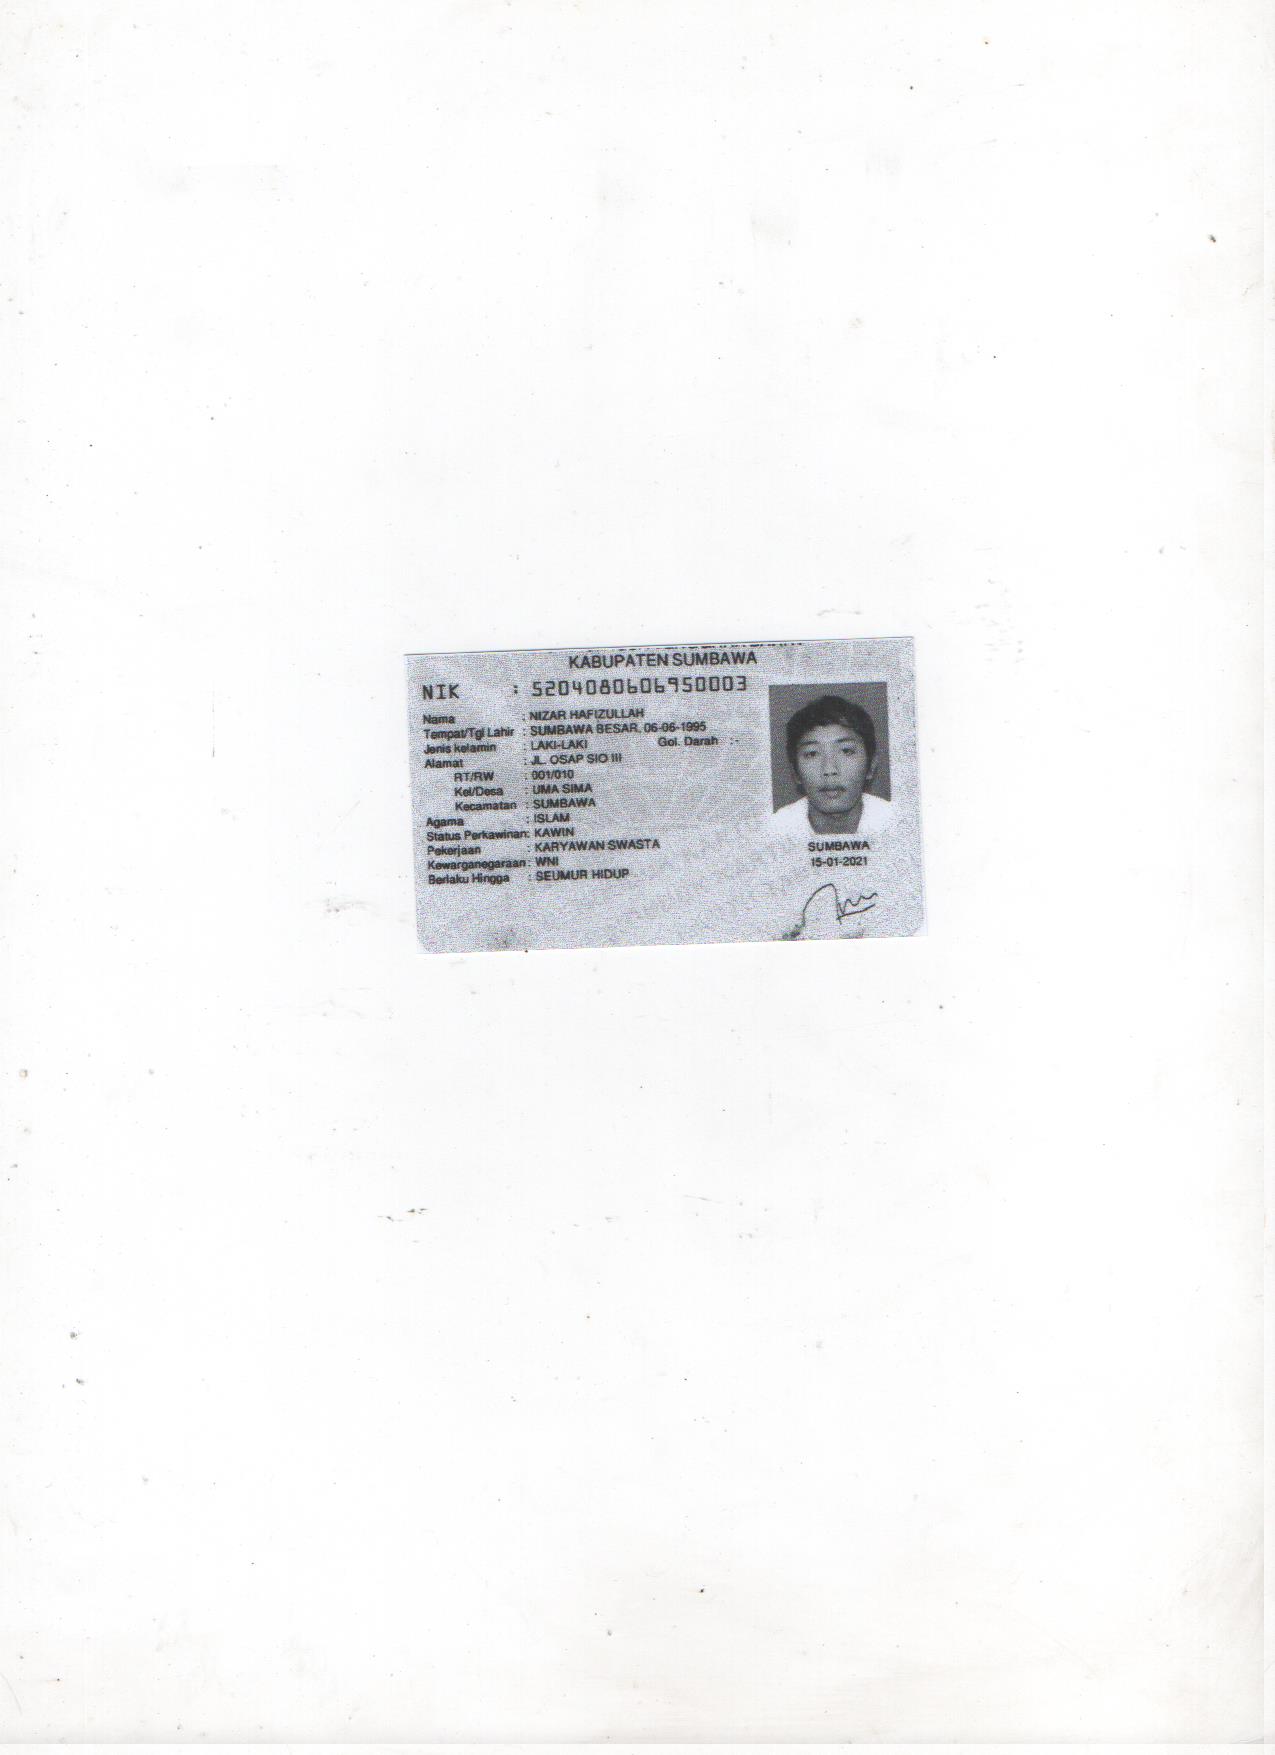 KABUPATEN SUMBAWA
NIK : 5204080606950003
Nama : NIZAR HAFIZULLAH
Tempat/Tgl Lahir : SUMBAWA BESAR, 06-06-1995
Jenis kelamin : LAKI-LAKI Gol. Darah : -
Alamat : JL. OSAP SIO III
RT/RW : 001/010
Kel/Desa : UMA SIMA
Kecamatan : SUMBAWA
Agama : ISLAM
Status Perkawinan: KAWIN
Pekerjaan : KARYAWAN SWASTA
Kewarganegaraan : WNI
Berlaku Hingga : SEUMUR HIDUP
SUMBAWA
15-01-2021